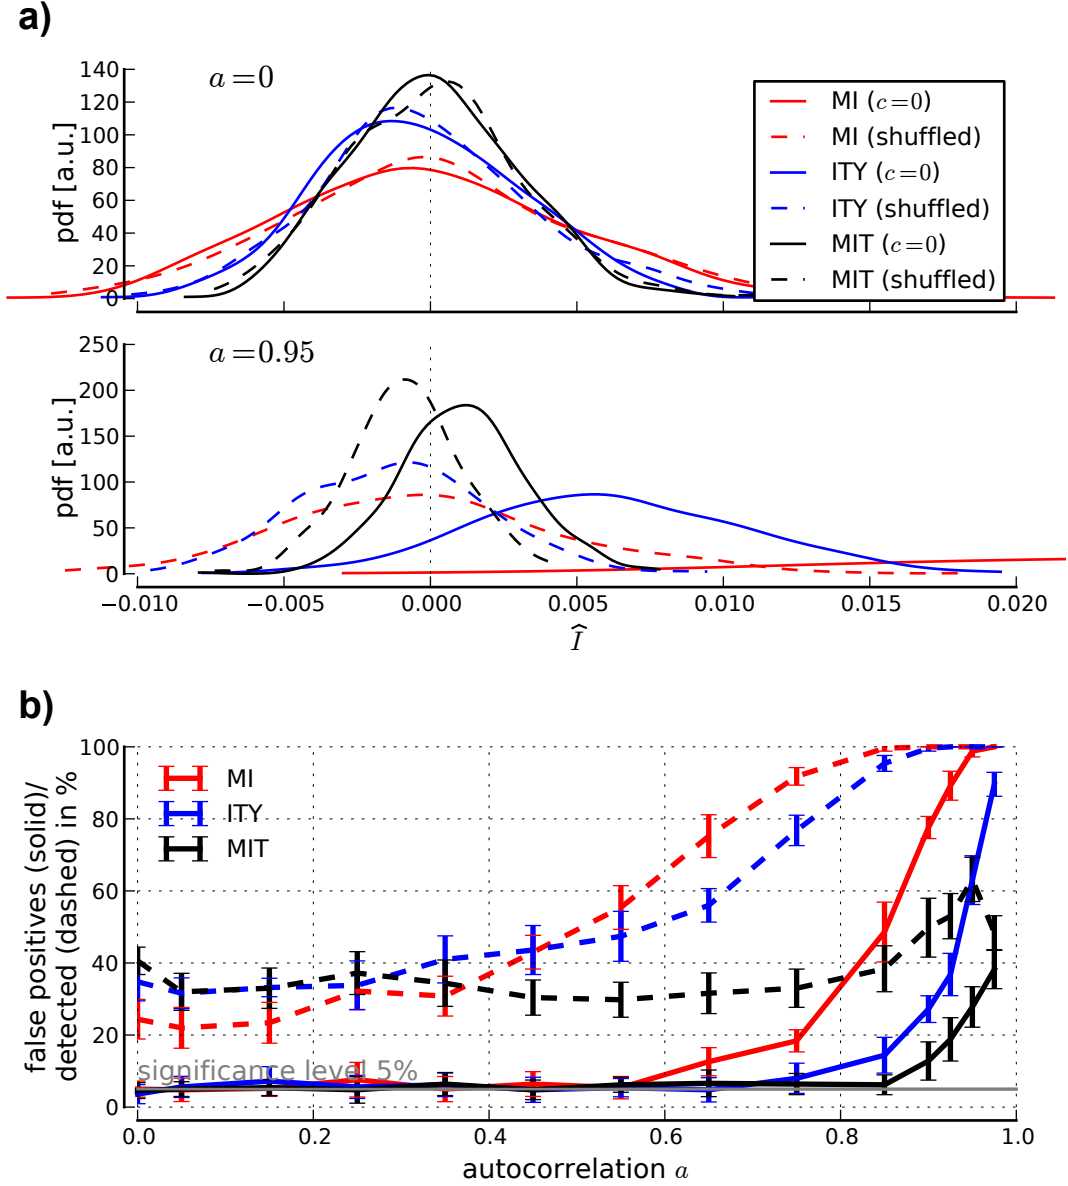 a)
a=0
pdf [a.u.]
140
120
100
80
60
40
20
0
MI (c=0)
MI (shuffled)
ITY (c=0)
ITY (shuffled)
MIT (c=0)
MIT (shuffled)
a=0.95
pdf [a.u.]
250
200
150
100
50
0
−0.010 −0.005 0.000 0.005 0.010 0.015 0.020
Î
b)
false positives (solid)/
detected (dashed) in %
100
80
60
40
20
0
MI
ITY
MIT
significance level 5%
0.0 0.2 0.4 0.6 0.8 1.0
autocorrelation a